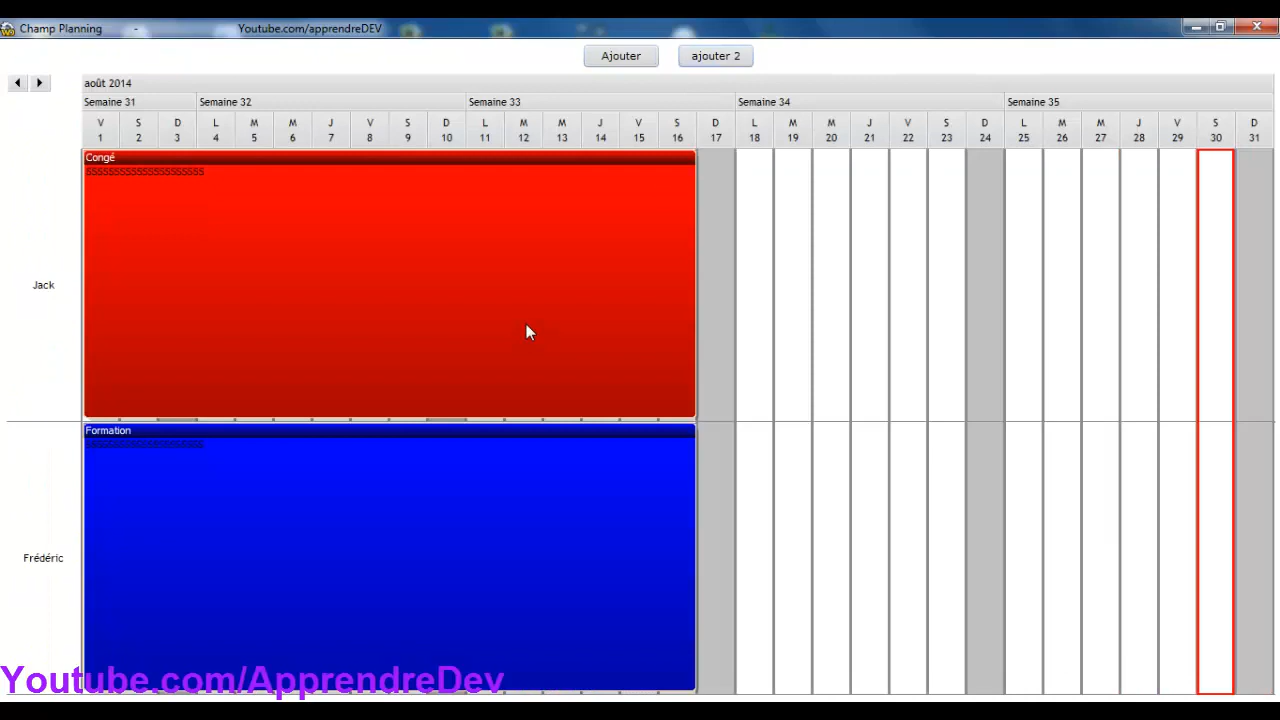 Champ Planning - Youtube.com/apprendreDEV
Ajouter ajouter 2
août 2014
Semaine 31 Semaine 32 Semaine 33 Semaine 34 Semaine 35
V S D L M M J V S D L M M J V S D L M M J V S D L M M J V S D
1 2 3 4 5 6 7 8 9 10 11 12 13 14 15 16 17 18 19 20 21 22 23 24 25 26 27 28 29 30 31
Congé
Jack
Formation
Frédéric
Youtube.com/ApprendreDev